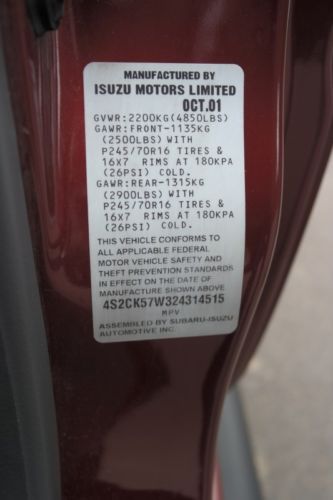 MANUFACTURED BY
ISUZU MOTORS LIMITED
OCT.01
GVWR:2200KG(4850LBS)
GAWR:FRONT-1135KG
(2500LBS) WITH
P245/70R16 TIRES &
16X7 RIMS AT 180KPA
(26PSI) COLD.
GAWR:REAR-1315KG
(2900LBS) WITH
P245/70R16 TIRES &
16X7 RIMS AT 180KPA
(26PSI) COLD.
THIS VEHICLE CONFORMS TO
ALL APPLICABLE FEDERAL
MOTOR VEHICLE SAFETY AND
THEFT PREVENTION STANDARDS
IN EFFECT ON THE DATE OF
MANUFACTURE SHOWN ABOVE
4S2CK57W324314515
MPV
ASSEMBLED BY SUBARU-ISUZU
AUTOMOTIVE INC.